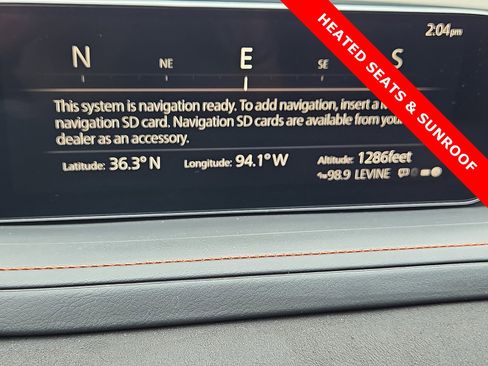 2:04pm
N NE E SE S
This system is navigation ready. To add navigation, insert a
navigation SD card. Navigation SD cards are available from your
dealer as an accessory.
Latitude: 36.3° N Longitude: 94.1° W Altitude: 1286feet
98.9 LEVINE
HEATED SEATS & SUNROOF